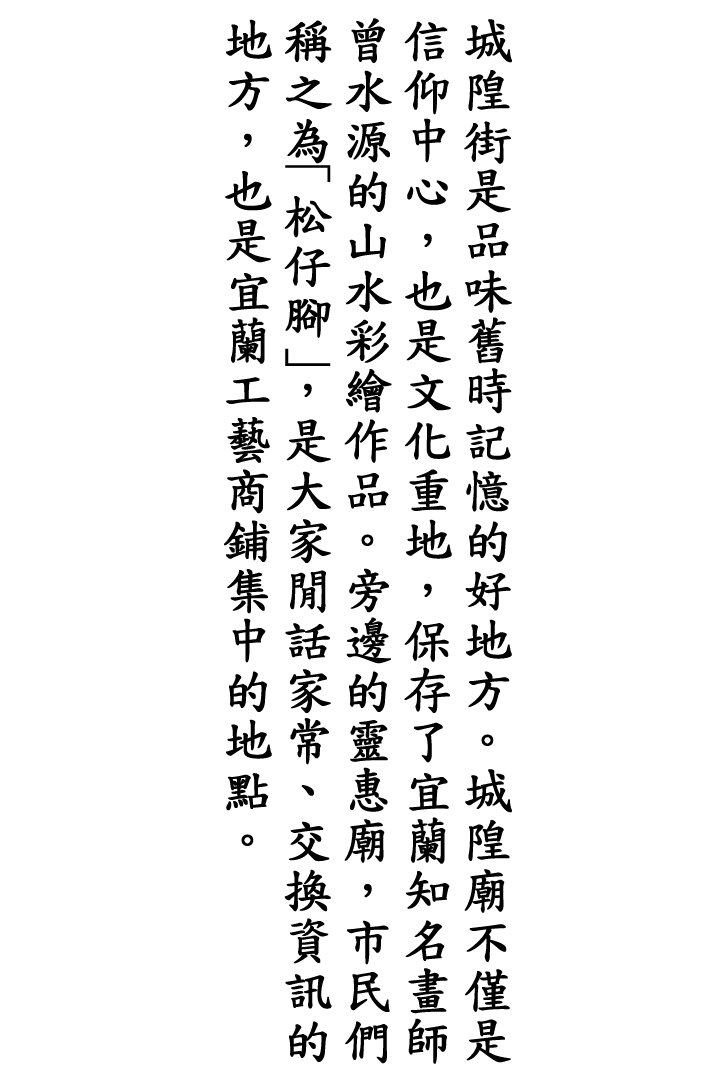 城隍街是品味舊時記憶的好地方。城隍廟不僅是
信仰中心，也是文化重地，保存了宜蘭知名畫師
曾水源的山水彩繪作品。旁邊的靈惠廟，市民們
稱之為「松仔腳」，是大家閒話家常、交換資訊的
地方，也是宜蘭工藝商鋪集中的地點。